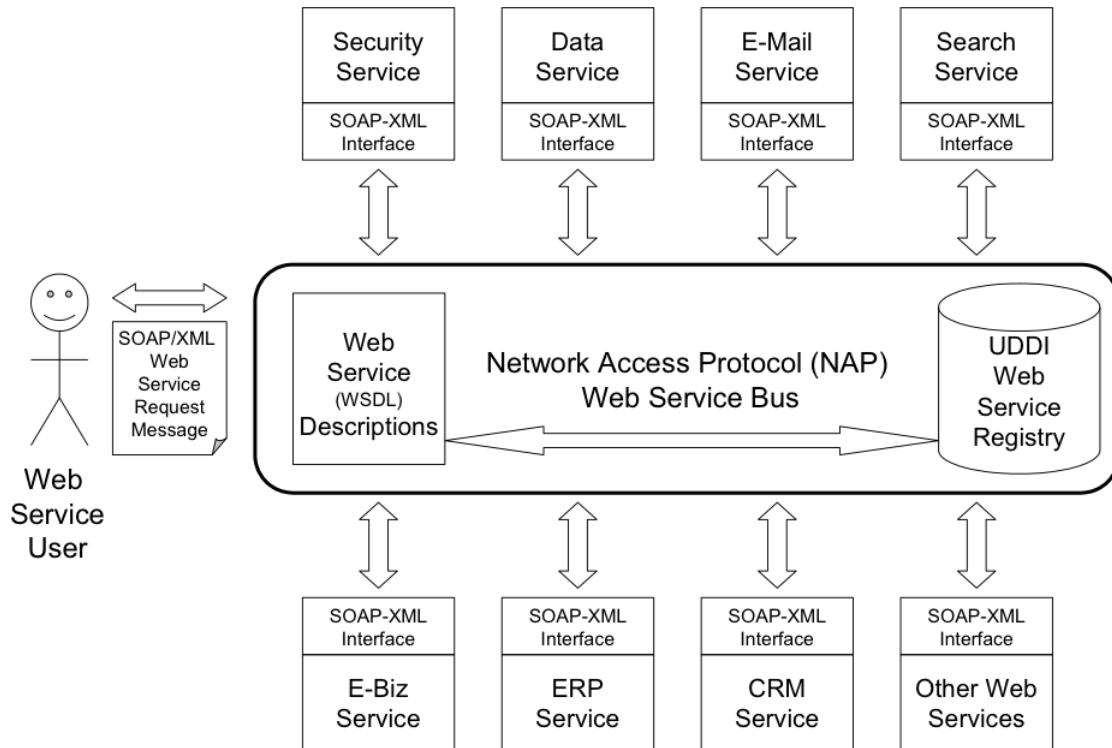 Security
Service
SOAP-XML
Interface
Data
Service
SOAP-XML
Interface
E-Mail
Service
SOAP-XML
Interface
Search
Service
SOAP-XML
Interface
SOAP/XML
Web
Service
Request
Message
Web
Service
User
Web
Service
(WSDL)
Descriptions
Network Access Protocol (NAP)
Web Service Bus
UDDI
Web
Service
Registry
SOAP-XML
Interface
E-Biz
Service
SOAP-XML
Interface
ERP
Service
SOAP-XML
Interface
CRM
Service
SOAP-XML
Interface
Other Web
Services